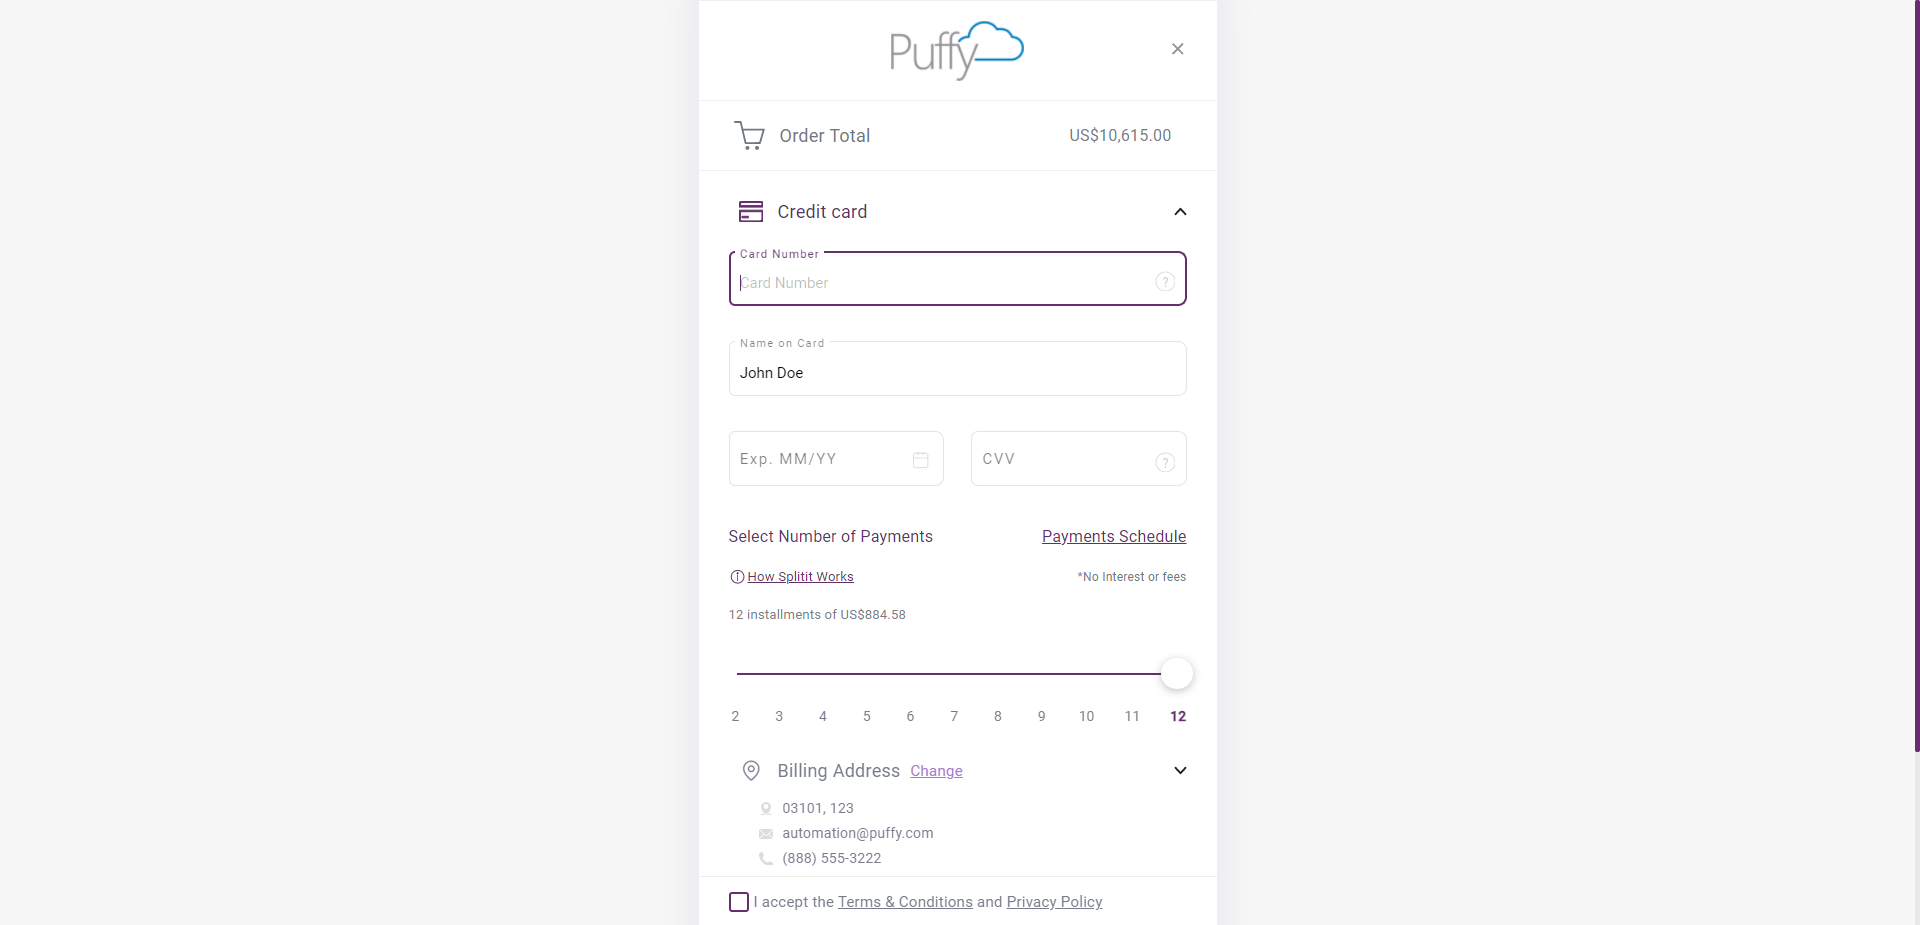 Puffy
Order Total US$10,615.00
Credit card
Card Number
Card Number
Name on Card
John Doe
Exp. MM/YY CVV
Select Number of Payments Payments Schedule
How Splitit Works *No Interest or fees
12 installments of US$884.58
2 3 4 5 6 7 8 9 10 11 12
Billing Address Change
03101, 123
automation@puffy.com
(888) 555-3222
I accept the Terms & Conditions and Privacy Policy